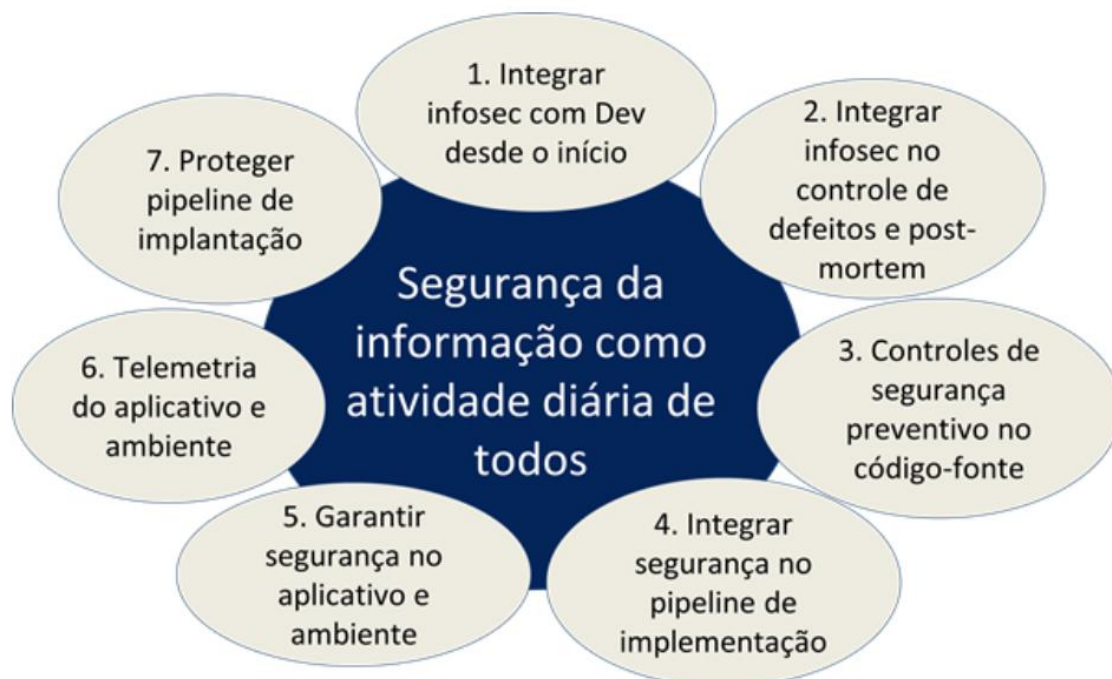 1. Integrar
infosec com Dev
desde o início
2. Integrar
infosec no
controle de
defeitos e post-
mortem
3. Controles de
segurança
preventivo no
código-fonte
4. Integrar
segurança no
pipeline de
implementação
5. Garantir
segurança no
aplicativo e
ambiente
6. Telemetria
do aplicativo e
ambiente
7. Proteger
pipeline de
implantação
Segurança da
informação como
atividade diária de
todos